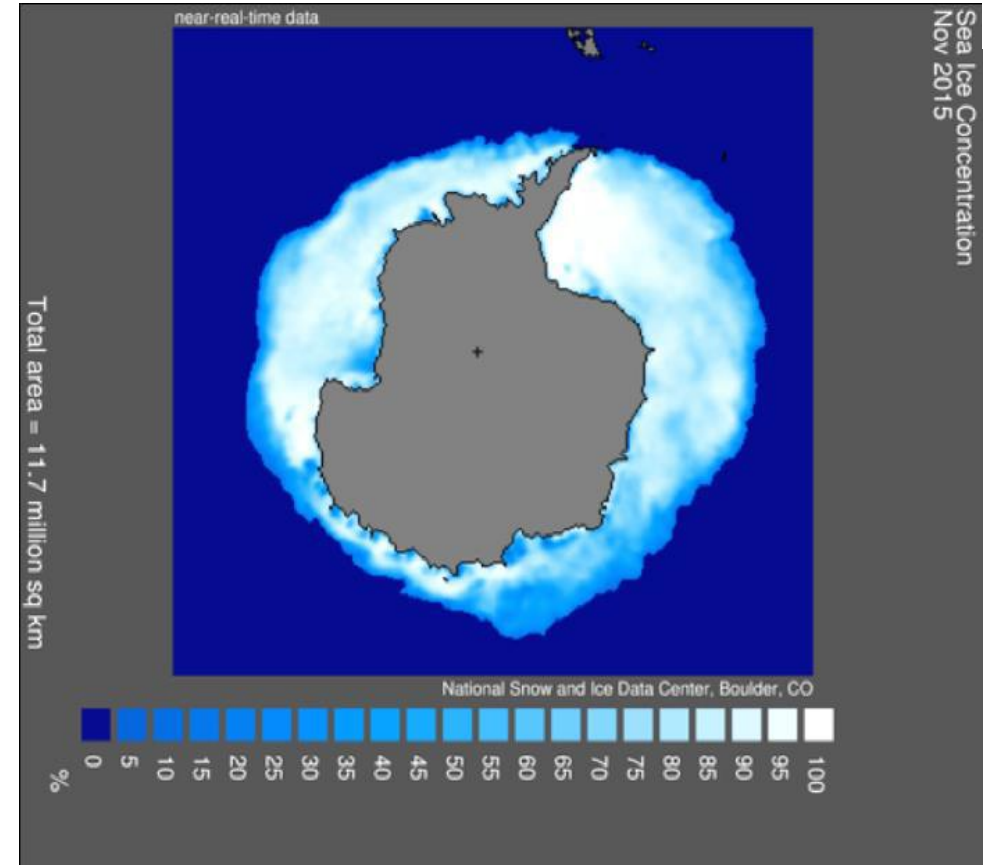 Sea Ice Concentration
Nov 2015
near-real-time data
Total area = 11.7 million sq km
National Snow and Ice Data Center, Boulder, CO
0 5 10 15 20 25 30 35 40 45 50 55 60 65 70 75 80 85 90 95 100
%